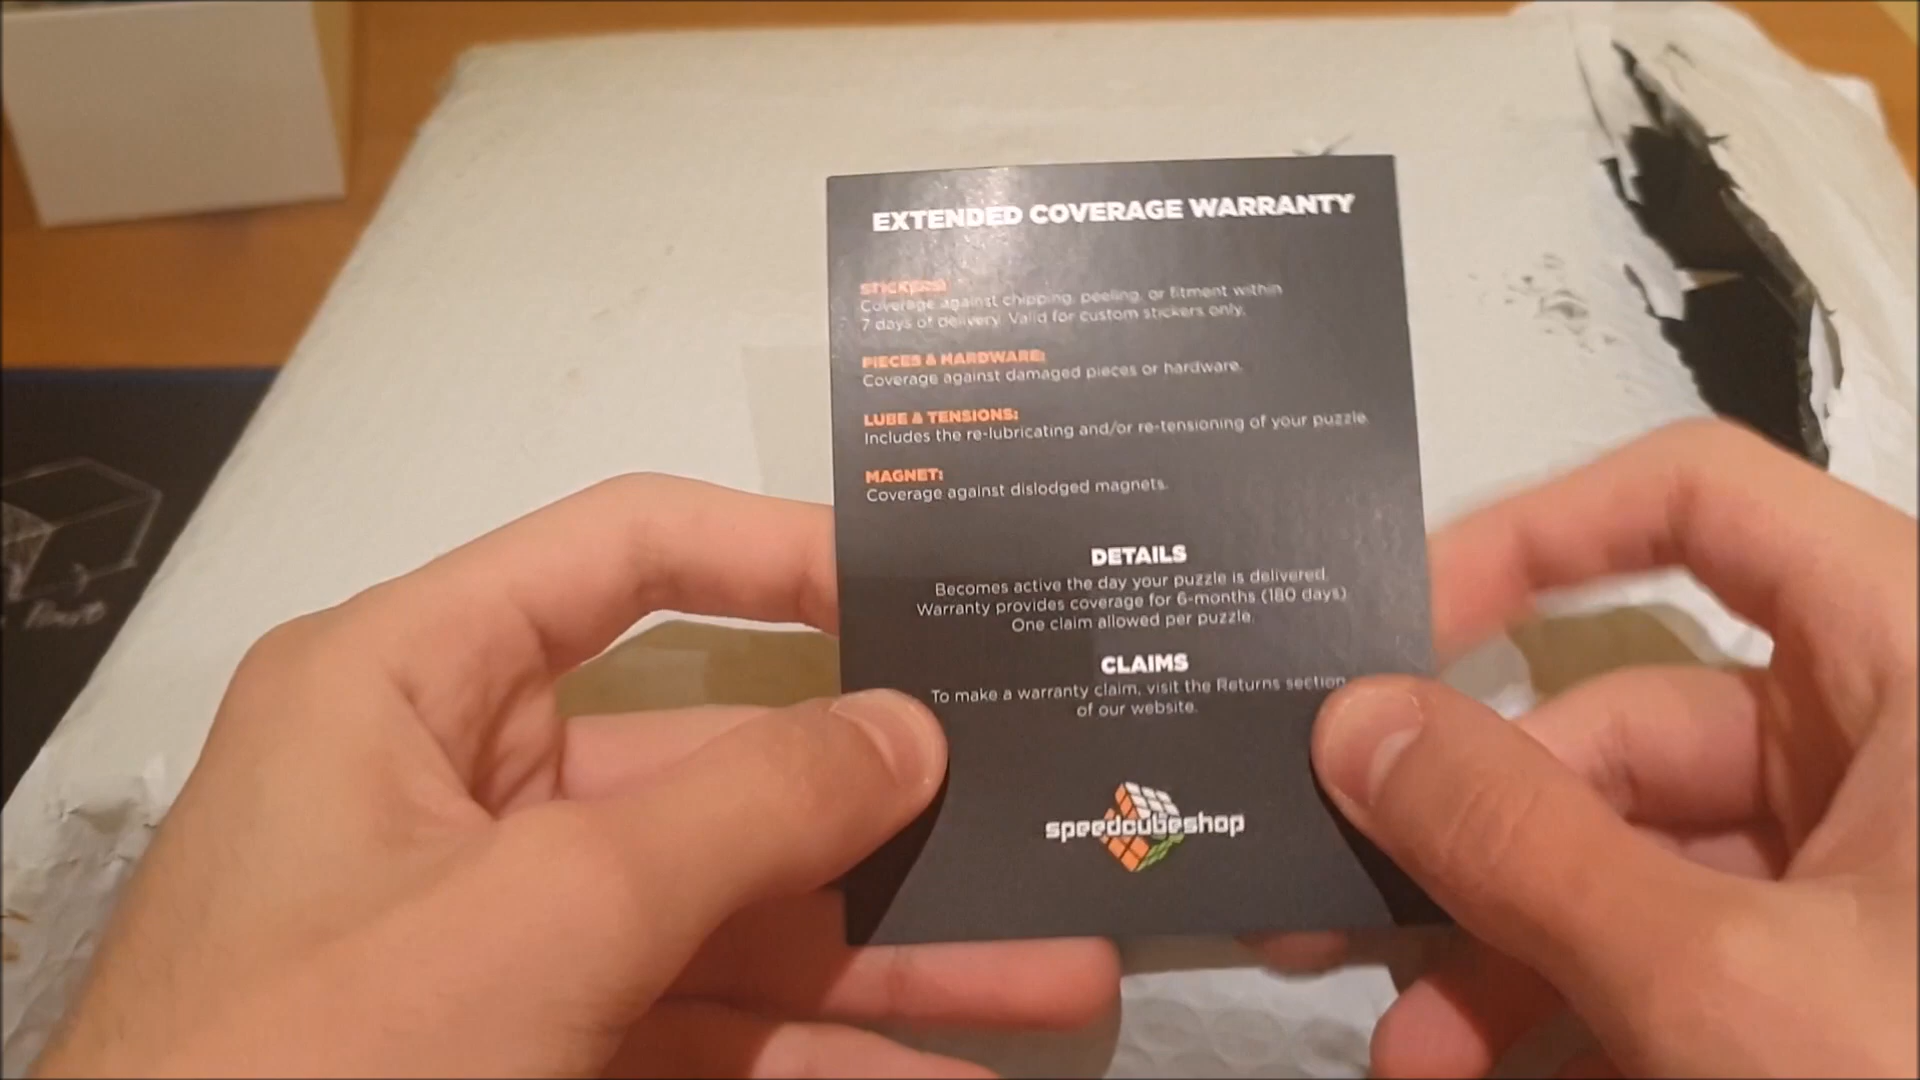 EXTENDED COVERAGE WARRANTY
STICKERS:
Coverage against chipping, peeling, or fitment within
7 days of delivery. Valid for custom stickers only.
PIECES & HARDWARE:
Coverage against damaged pieces or hardware.
LUBE & TENSIONS:
Includes the re-lubricating and/or re-tensioning of your puzzle.
MAGNET:
Coverage against dislodged magnets.
DETAILS
Becomes active the day your puzzle is delivered.
Warranty provides coverage for 6-months (180 days)
One claim allowed per puzzle.
CLAIMS
To make a warranty claim, visit the Returns section
of our website.
speedcubeshop